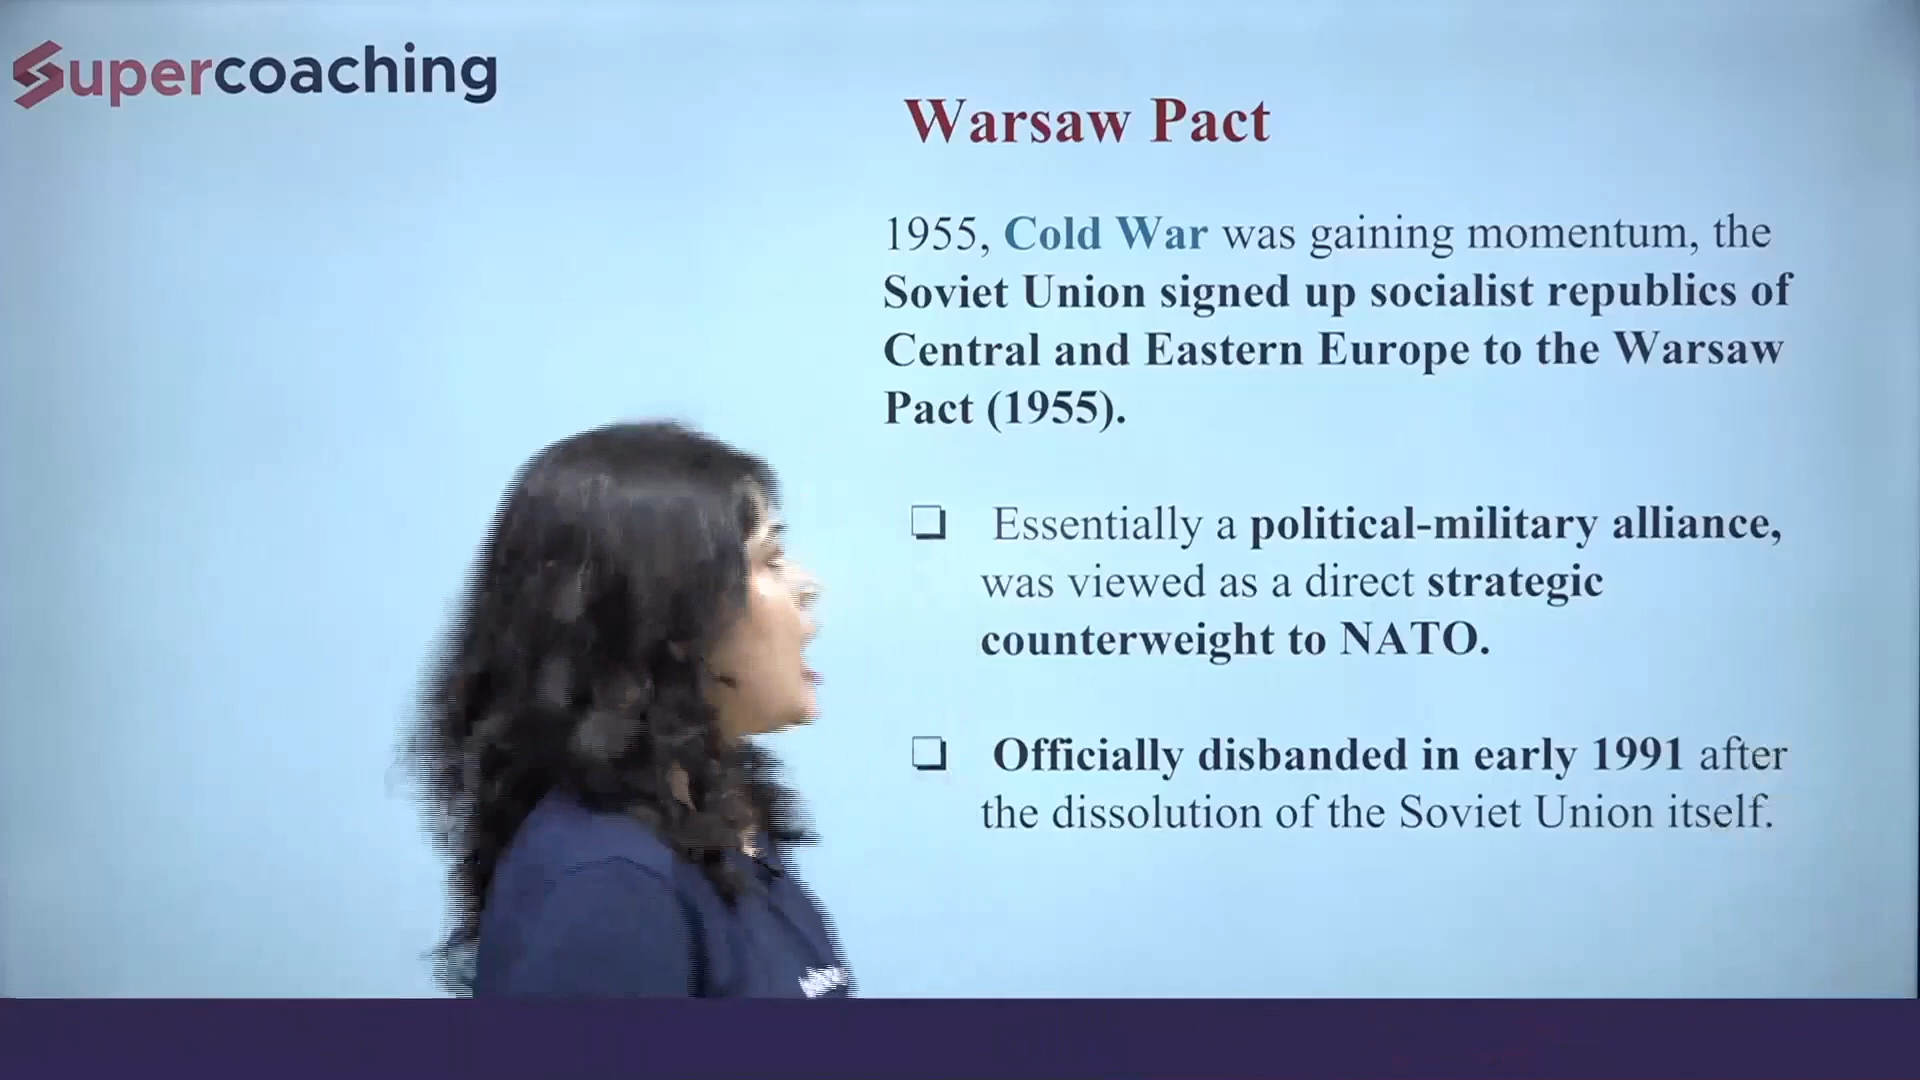 Supercoaching
Warsaw Pact
1955, Cold War was gaining momentum, the
Soviet Union signed up socialist republics of
Central and Eastern Europe to the Warsaw
Pact (1955).
❑ Essentially a political-military alliance,
was viewed as a direct strategic
counterweight to NATO.
❑ Officially disbanded in early 1991 after
the dissolution of the Soviet Union itself.